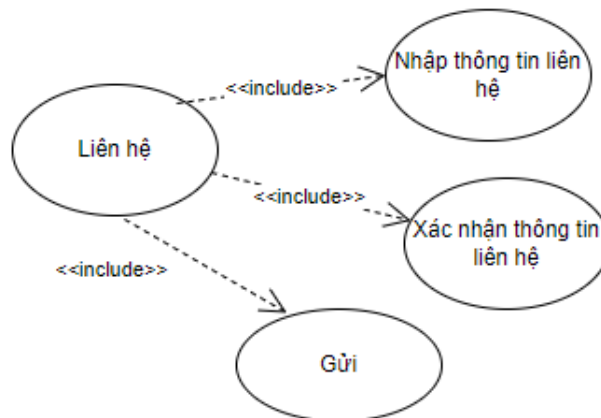 Nhập thông tin liên
hệ
<<include>>
Liên hệ
<<include>>
Xác nhận thông tin
liên hệ
<<include>>
Gửi